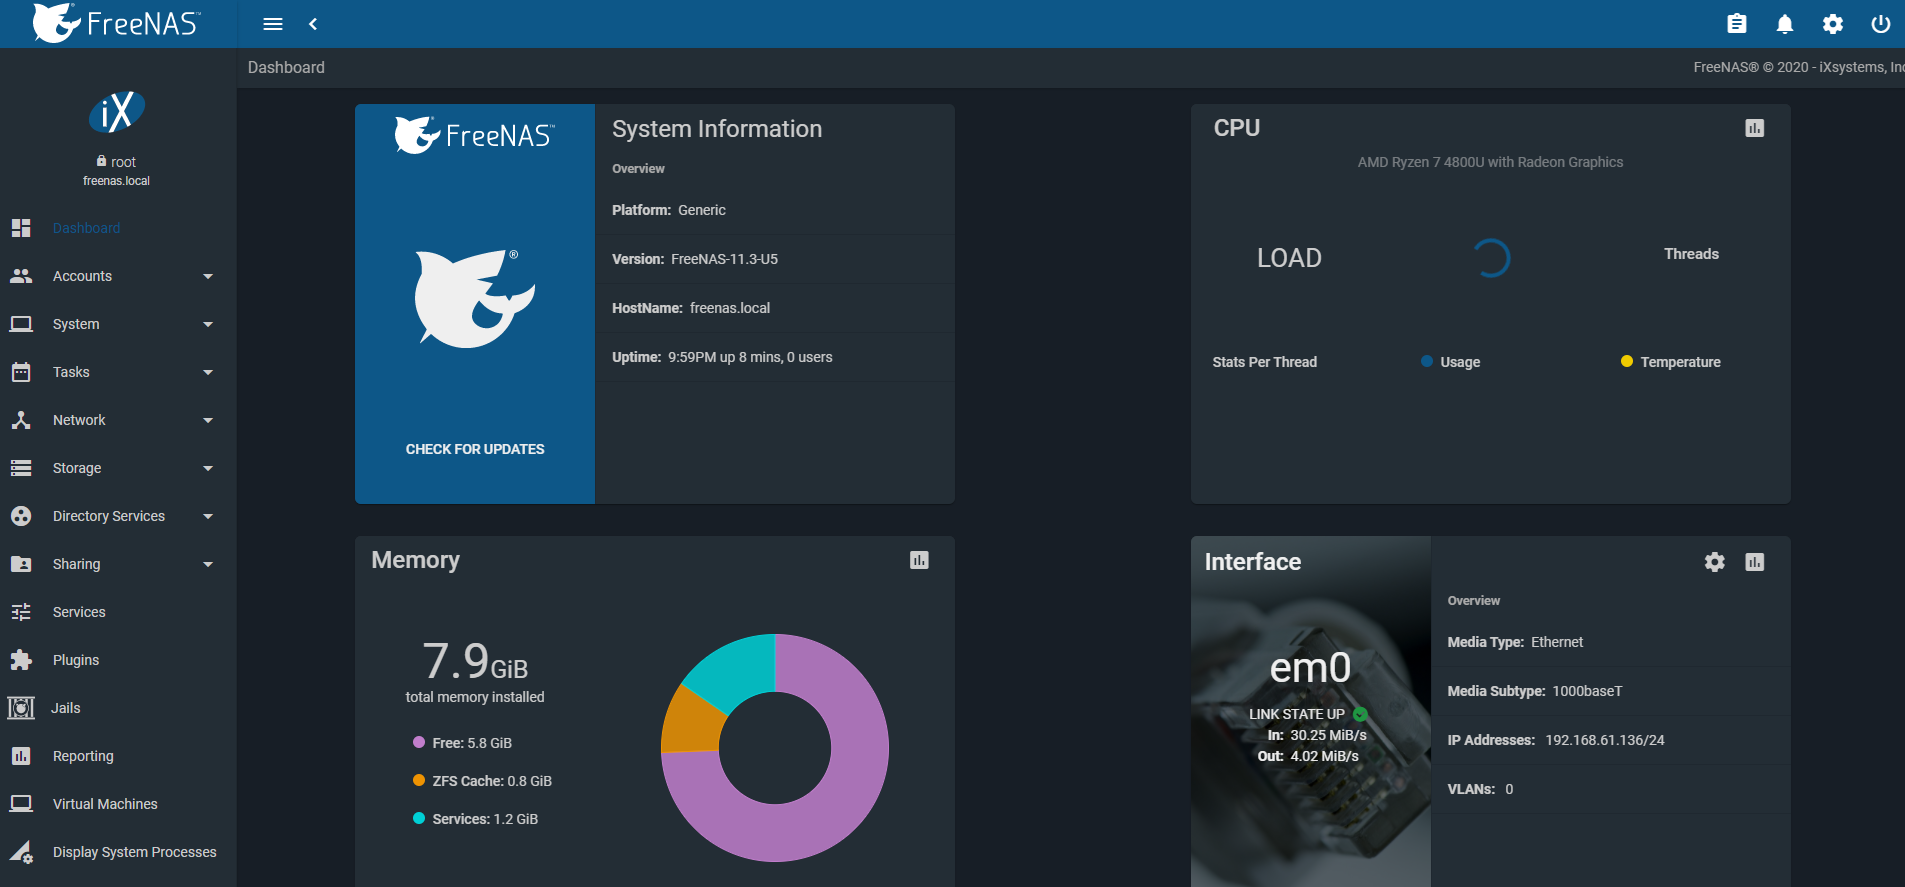 FreeNAS™
Dashboard
FreeNAS® © 2020 - iXsystems, Inc
iX
root
freenas.local
Dashboard
Accounts
System
Tasks
Network
Storage
Directory Services
Sharing
Services
Plugins
Jails
Reporting
Virtual Machines
Display System Processes
FreeNAS™
®
CHECK FOR UPDATES
System Information
Overview
Platform: Generic
Version: FreeNAS-11.3-U5
HostName: freenas.local
Uptime: 9:59PM up 8 mins, 0 users
CPU
AMD Ryzen 7 4800U with Radeon Graphics
LOAD
Threads
Stats Per Thread
Usage
Temperature
Memory
7.9GiB
total memory installed
Free: 5.8 GiB
ZFS Cache: 0.8 GiB
Services: 1.2 GiB
Interface
em0
LINK STATE UP
In: 30.25 MiB/s
Out: 4.02 MiB/s
Overview
Media Type: Ethernet
Media Subtype: 1000baseT
IP Addresses: 192.168.61.136/24
VLANs: 0